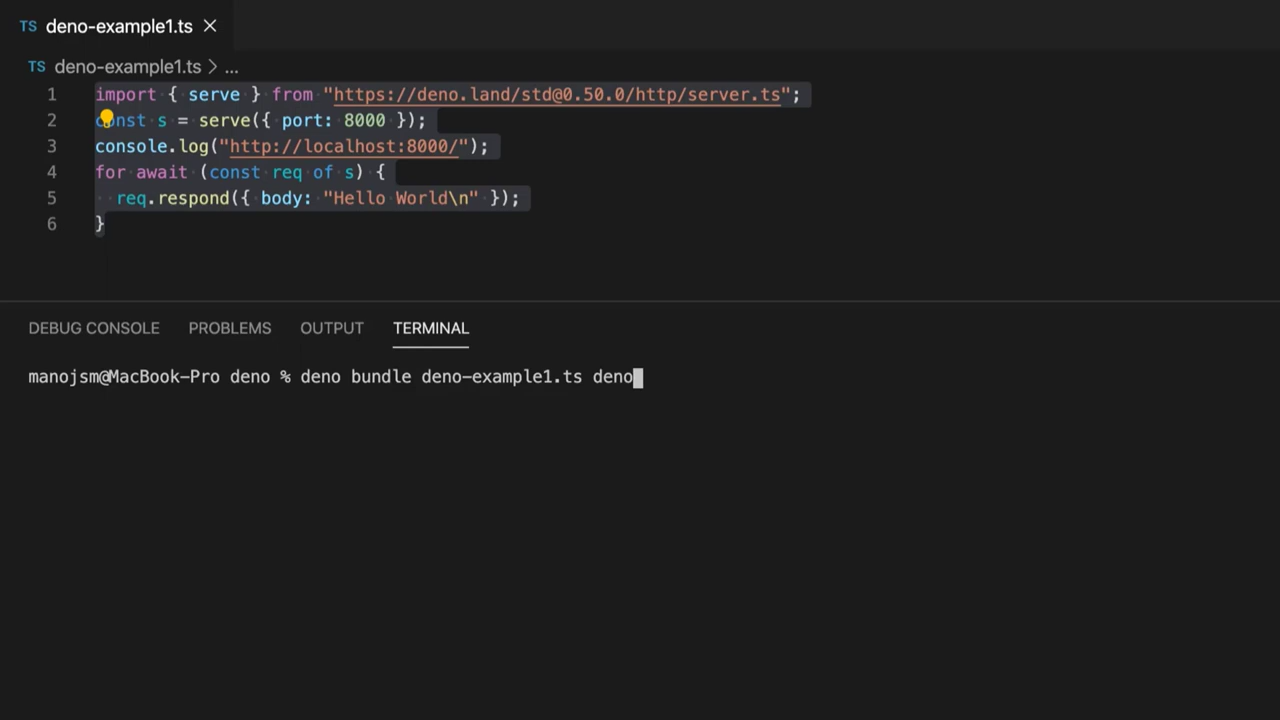 TS deno-example1.ts ×
TS deno-example1.ts > ...
1 import { serve } from "https://deno.land/std@0.50.0/http/server.ts";
2 const s = serve({ port: 8000 });
3 console.log("http://localhost:8000/");
4 for await (const req of s) {
5   req.respond({ body: "Hello World\n" });
6 }
DEBUG CONSOLE PROBLEMS OUTPUT TERMINAL
manojsm@MacBook-Pro deno % deno bundle deno-example1.ts deno